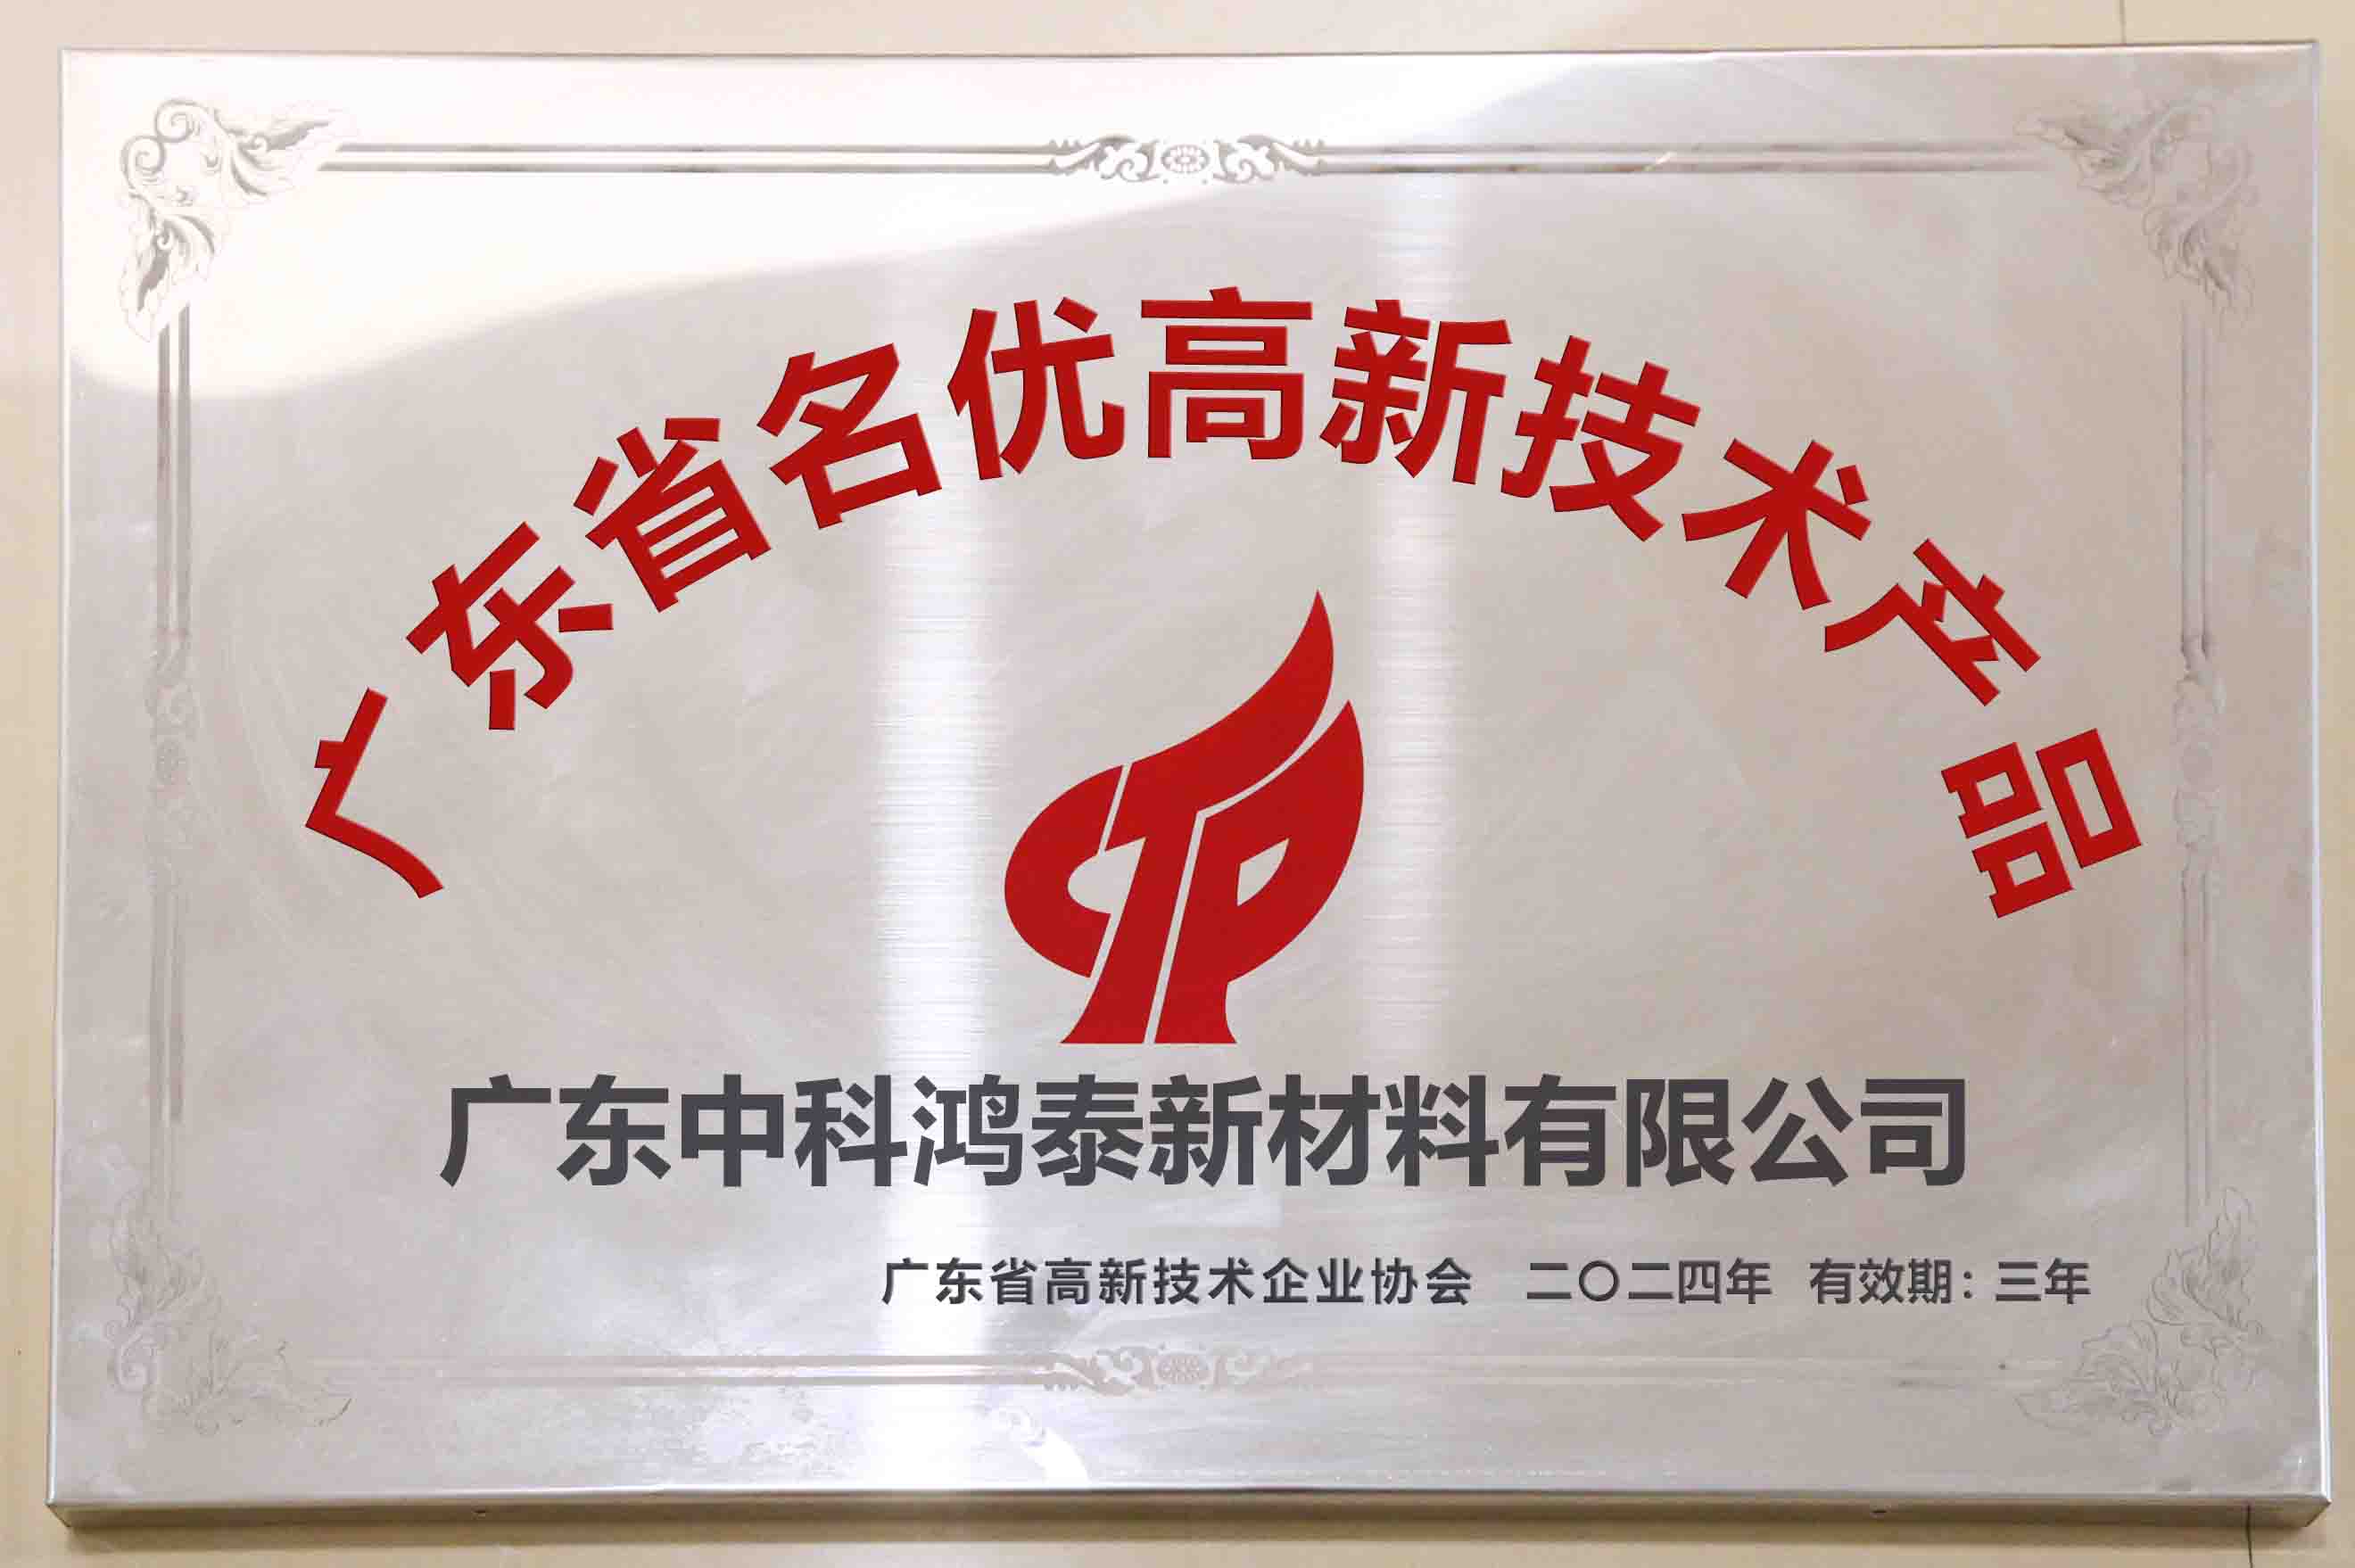 广东省名优高新技术产品
广东中科鸿泰新材料有限公司
广东省高新技术企业协会 二〇二四年 有效期：三年